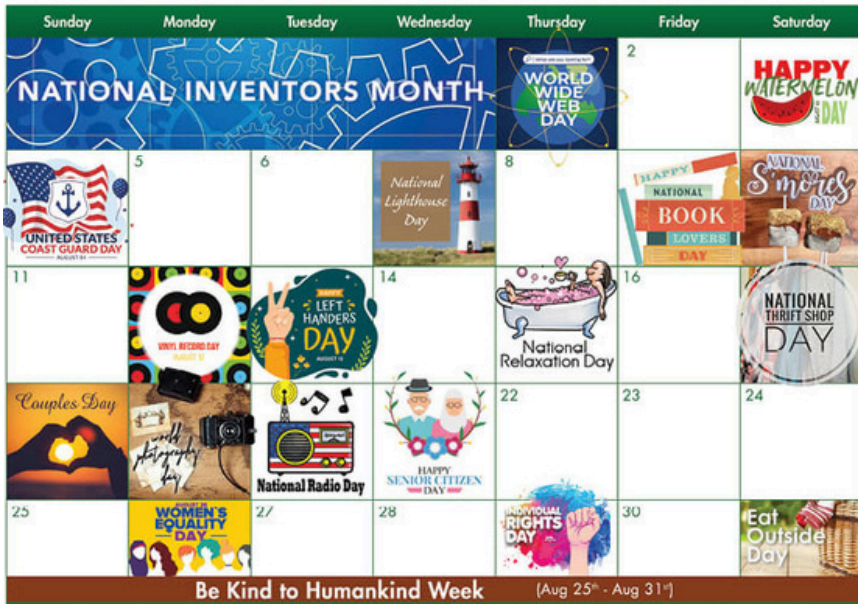 Sunday Monday Tuesday Wednesday Thursday Friday Saturday
NATIONAL INVENTORS MONTH
WORLD
WIDE
WEB
DAY
2
HAPPY
WATERMELON
DAY
UNITED STATES
COAST GUARD DAY
AUGUST 04
5
6
National
Lighthouse
Day
8
HAPPY
NATIONAL
BOOK
LOVERS
DAY
NATIONAL
S'mores
DAY
11
VINYL RECORD DAY
AUGUST 12
HAPPY
LEFT
HANDERS
DAY
AUGUST 13
14
National
Relaxation Day
16
NATIONAL
THRIFT SHOP
DAY
Couples Day
world
photography
day
National Radio Day
HAPPY
SENIOR CITIZEN
DAY
22
23
24
25
AUGUST 26
WOMEN'S
EQUALITY
DAY
27
28
INDIVIDUAL
RIGHTS
DAY
30
Eat
Outside
Day
Be Kind to Humankind Week (Aug 25th - Aug 31st)